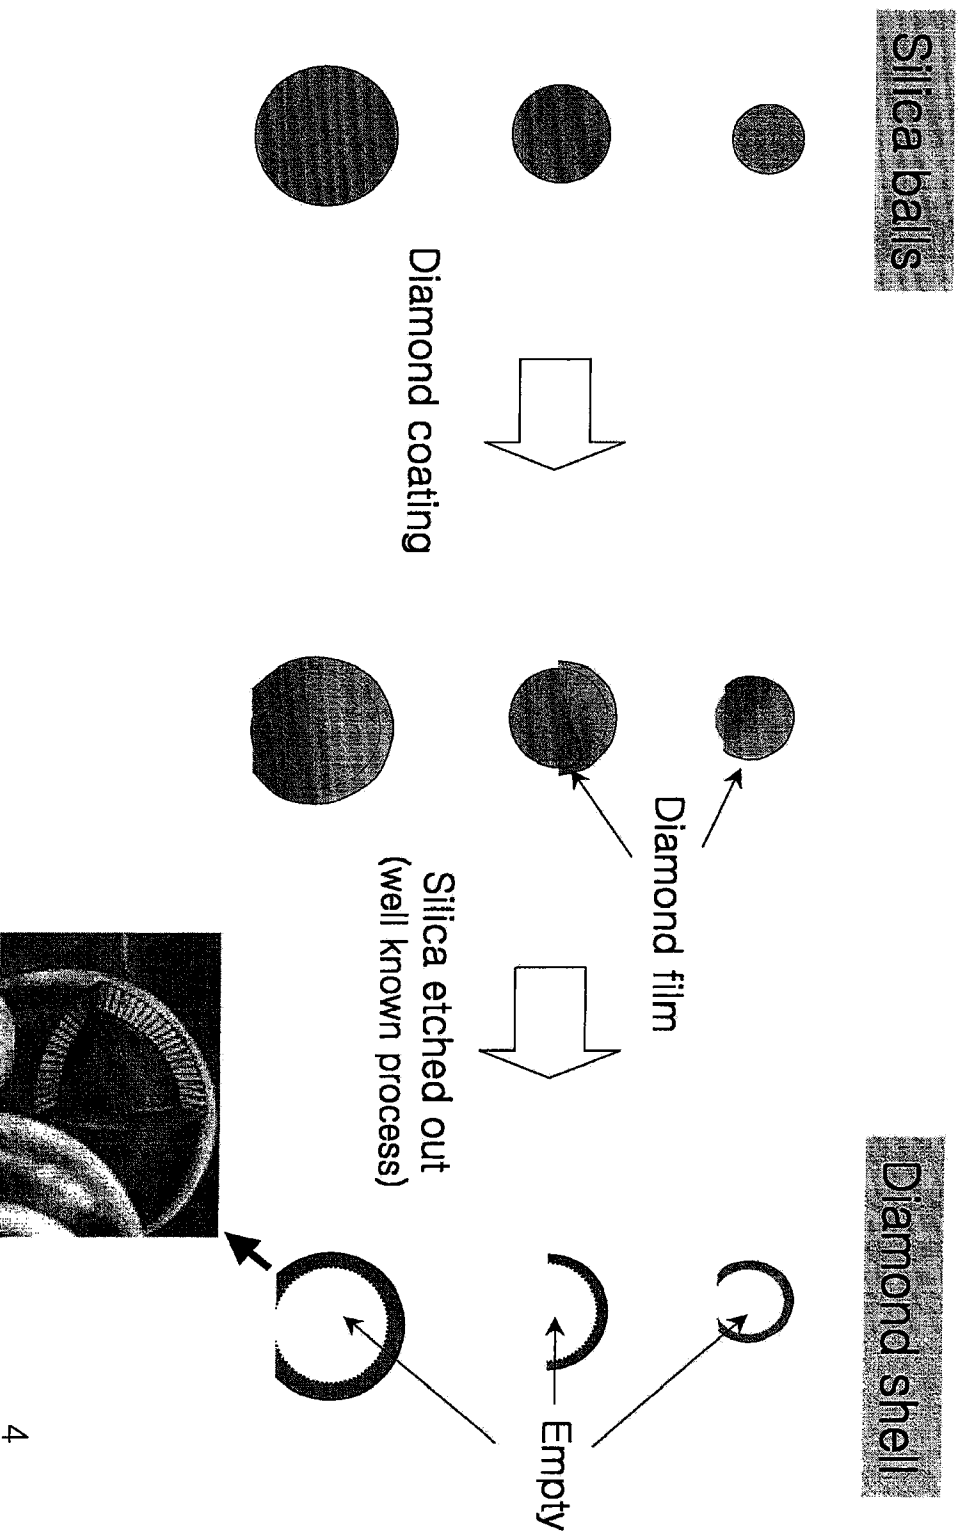 Silica balls
Diamond coating
Diamond film
Silica etched out
(well known process)
Diamond shell
Empty
4